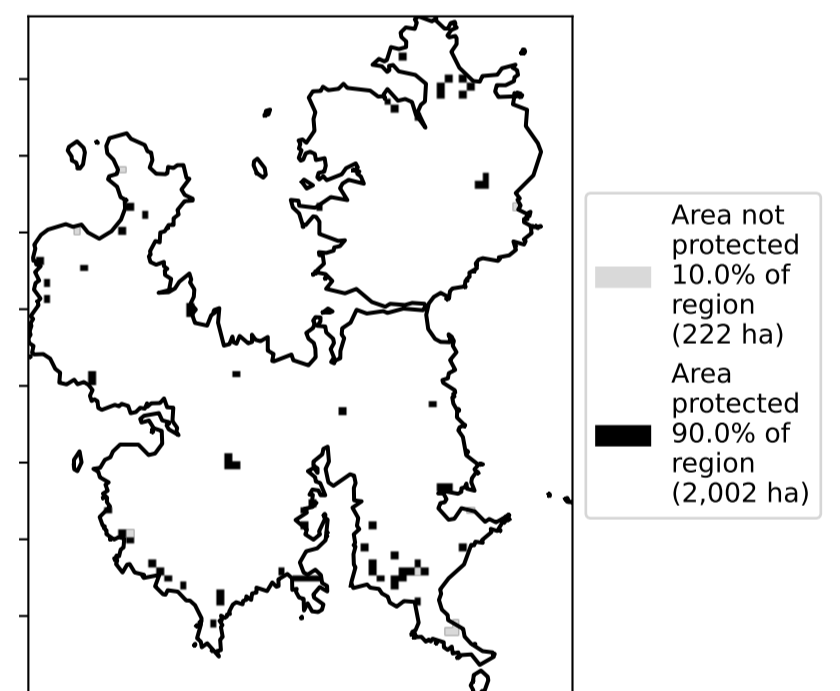 Area not
protected
10.0% of
region
(222 ha)
Area
protected
90.0% of
region
(2,002 ha)